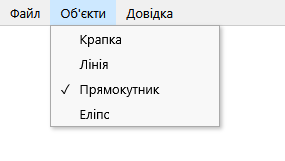 Файл Об'єкти Довідка
Крапка
Лінія
✓ Прямокутник
Еліпс